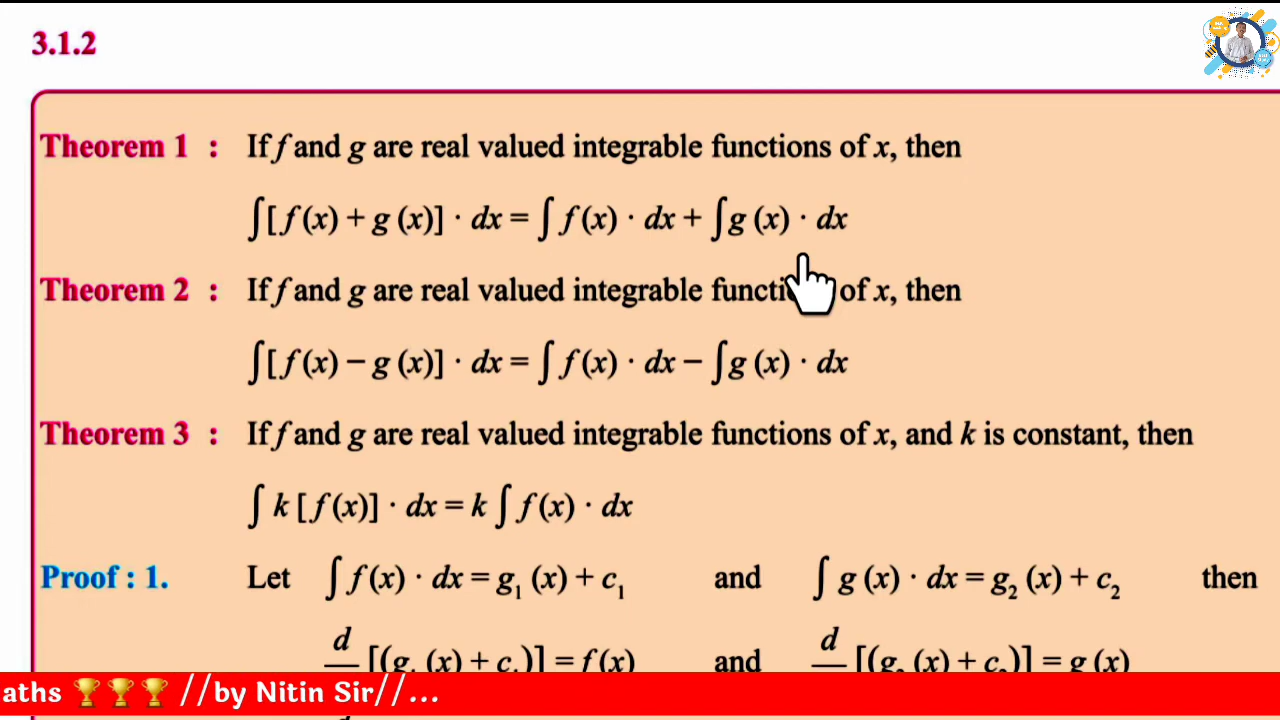 3.1.2
Theorem 1 : If f and g are real valued integrable functions of x, then
∫[ f(x) + g (x)] · dx = ∫ f(x) · dx + ∫g (x) · dx
Theorem 2 : If f and g are real valued integrable of x, then
∫[ f(x) − g (x)] · dx = ∫ f(x) · dx − ∫g (x) · dx
Theorem 3 : If f and g are real valued integrable functions of x, and k is constant, then
∫ k [f(x)] · dx = k ∫ f(x) · dx
Proof : 1. Let ∫ f(x) · dx = g₁ (x) + c₁ and ∫ g (x) · dx = g₂ (x) + c₂ then
d/ [(g (x) + c )] = f(x) and d/ [(g (x) + c )] = g(x)
aths 🏆 🏆 🏆 //by Nitin Sir//...